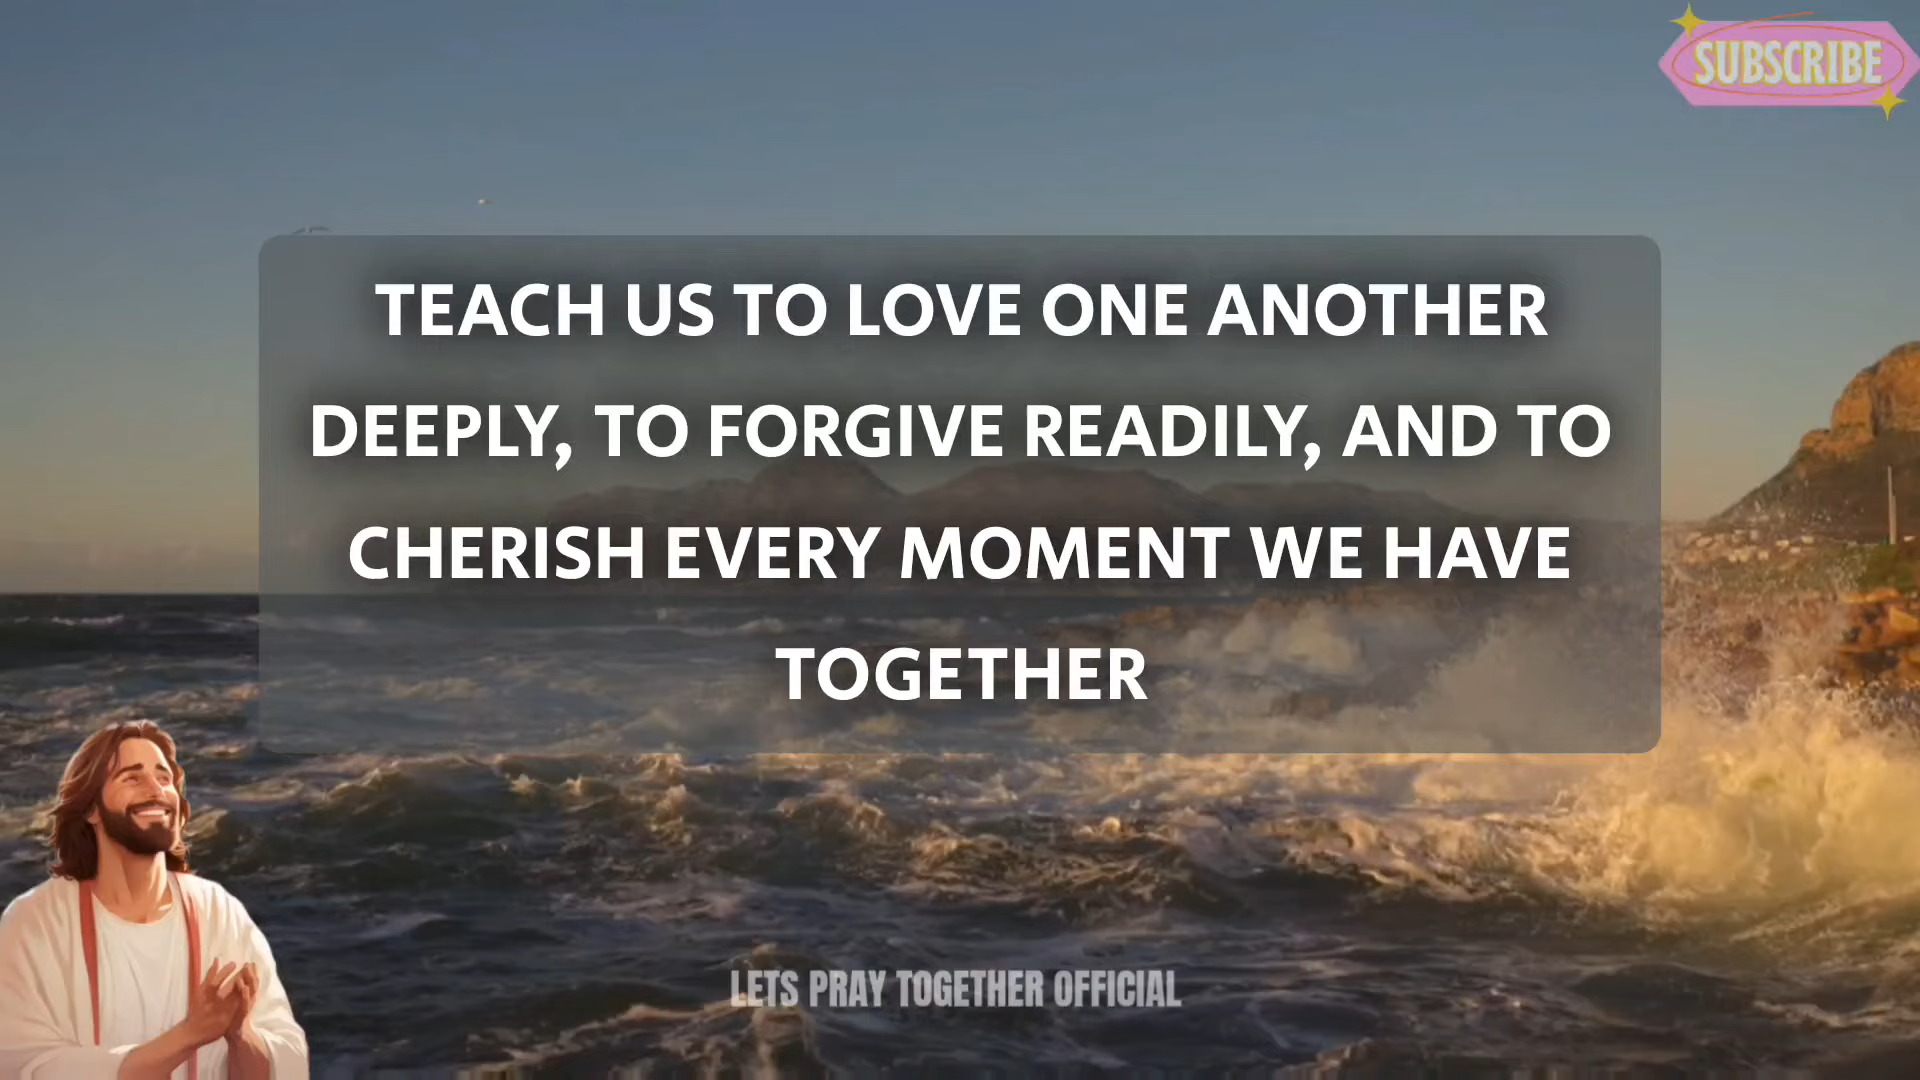 SUBSCRIBE
TEACH US TO LOVE ONE ANOTHER
DEEPLY, TO FORGIVE READILY, AND TO
CHERISH EVERY MOMENT WE HAVE
TOGETHER
LETS PRAY TOGETHER OFFICIAL